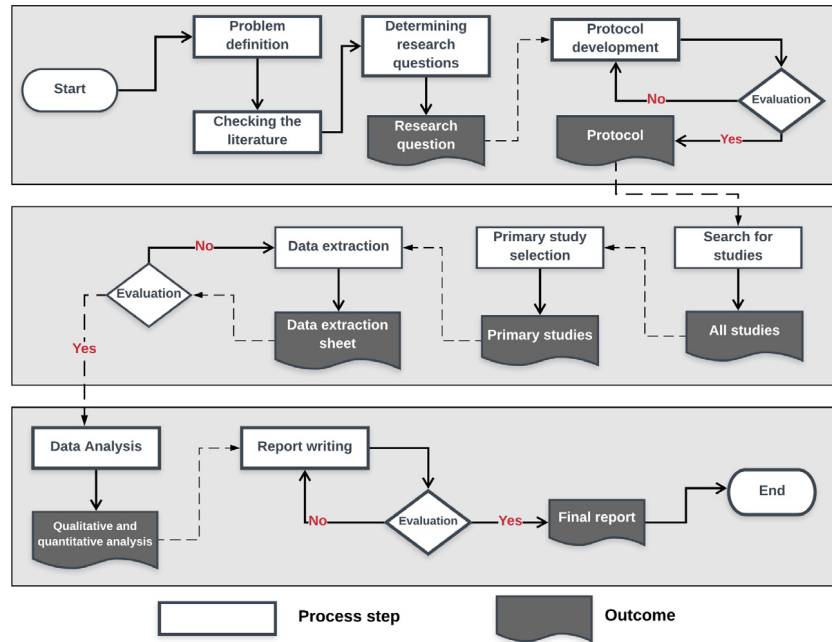 Start
Problem
definition
Checking the
literature
Determining
research
questions
Research
question
Protocol
development
Evaluation
No
Yes
Protocol
Search for
studies
All studies
Primary study
selection
Primary studies
Data extraction
Data extraction
sheet
Evaluation
No
Yes
Data Analysis
Qualitative and
quantitative analysis
Report writing
Evaluation
No
Yes
Final report
End
Process step
Outcome